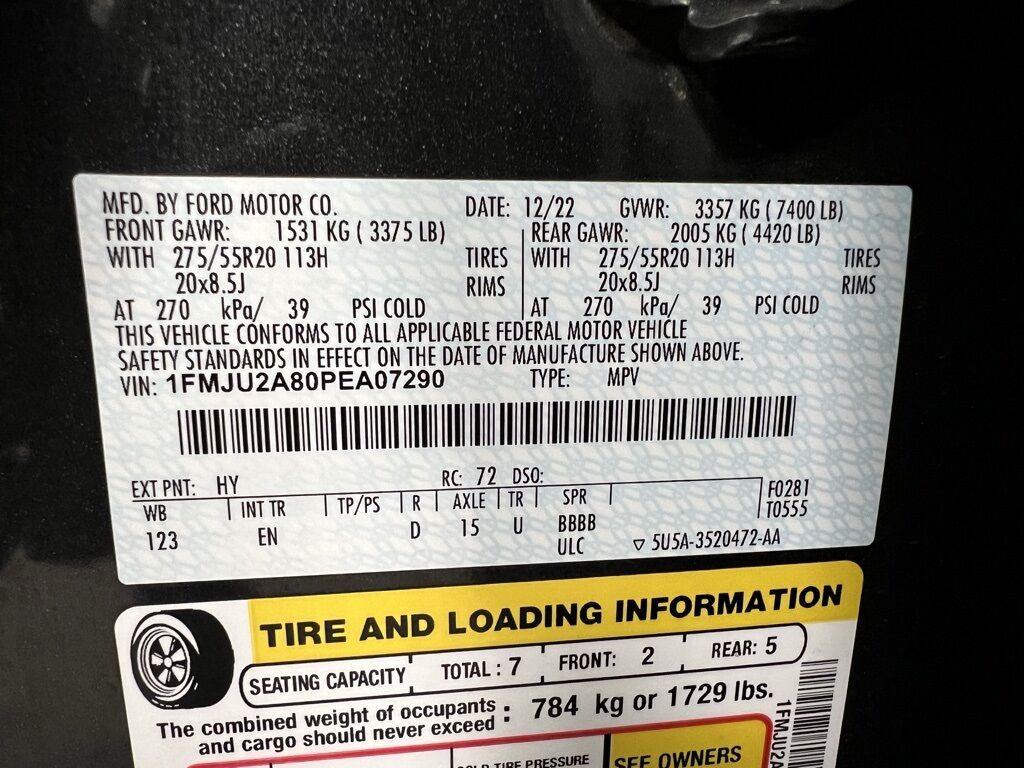 MFD. BY FORD MOTOR CO. DATE: 12/22 GVWR: 3357 KG ( 7400 LB)
FRONT GAWR: 1531 KG ( 3375 LB) REAR GAWR: 2005 KG ( 4420 LB)
WITH 275/55R20 113H TIRES WITH 275/55R20 113H TIRES
20x8.5J RIMS 20x8.5J RIMS
AT 270 kPa/ 39 PSI COLD AT 270 kPa/ 39 PSI COLD
THIS VEHICLE CONFORMS TO ALL APPLICABLE FEDERAL MOTOR VEHICLE
SAFETY STANDARDS IN EFFECT ON THE DATE OF MANUFACTURE SHOWN ABOVE.
VIN: 1FMJU2A80PEA07290 TYPE: MPV
EXT PNT: HY RC: 72 DSO:
WB INT TR TP/PS R AXLE TR SPR F0281
T0555
123 EN D 15 U BBBB
ULC ▽ 5U5A-3520472-AA
TIRE AND LOADING INFORMATION
SEATING CAPACITY TOTAL : 7 FRONT: 2 REAR: 5
The combined weight of occupants
and cargo should never exceed : 784 kg or 1729 lbs.
TIRE PRESSURE
SEE OWNERS
1FMJU2A